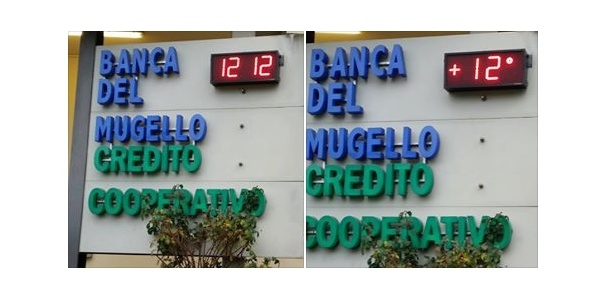 BANCA 12 12
DEL
MUGELLO
CREDITO
COOPERATIVO
BANCA +12°
DEL
MUGELLO
CREDITO
COOPERATIVO